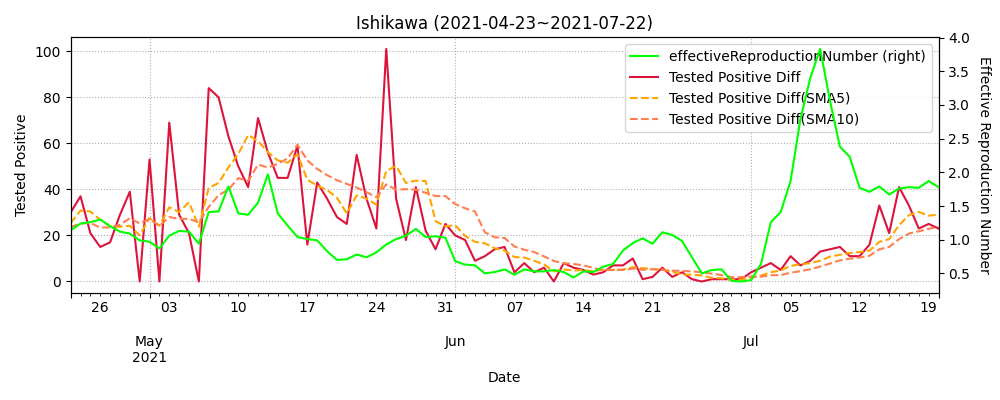 Ishikawa (2021-04-23~2021-07-22)
effectiveReproductionNumber (right)
Tested Positive Diff
Tested Positive Diff(SMA5)
Tested Positive Diff(SMA10)
Tested Positive
100
80
60
40
20
0
4.0
3.5
3.0
2.5
2.0
1.5
1.0
0.5
Effective Reproduction Number
26 03 10 17 24 31 07 14 21 28 05 12 19
May Jun Jul
2021
Date